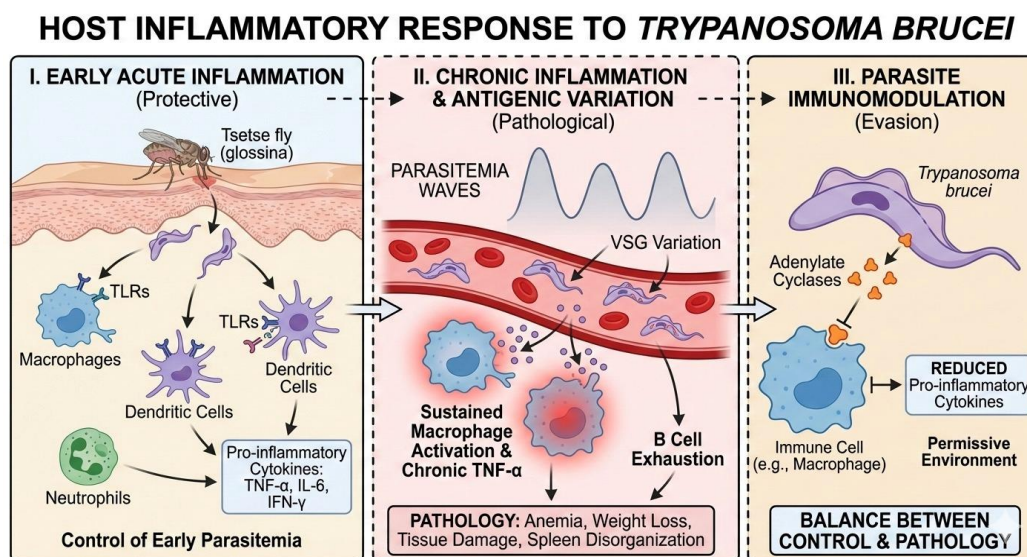 HOST INFLAMMATORY RESPONSE TO TRYPANOSOMA BRUCEI
I. EARLY ACUTE INFLAMMATION
(Protective)
Tsetse fly
(glossina)
TLRs
Macrophages
TLRs
Dendritic
Cells
Dendritic Cells
Neutrophils
Pro-inflammatory
Cytokines:
TNF-α, IL-6,
IFN-γ
Control of Early Parasitemia
II. CHRONIC INFLAMMATION
& ANTIGENIC VARIATION
(Pathological)
PARASITEMIA
WAVES
VSG Variation
Sustained
Macrophage
Activation &
Chronic TNF-α
B Cell
Exhaustion
PATHOLOGY: Anemia, Weight Loss,
Tissue Damage, Spleen Disorganization
III. PARASITE
IMMUNOMODULATION
(Evasion)
Trypanosoma
brucei
Adenylate
Cyclases
Immune Cell
(e.g., Macrophage)
REDUCED
Pro-inflammatory
Cytokines
Permissive
Environment
BALANCE BETWEEN
CONTROL & PATHOLOGY